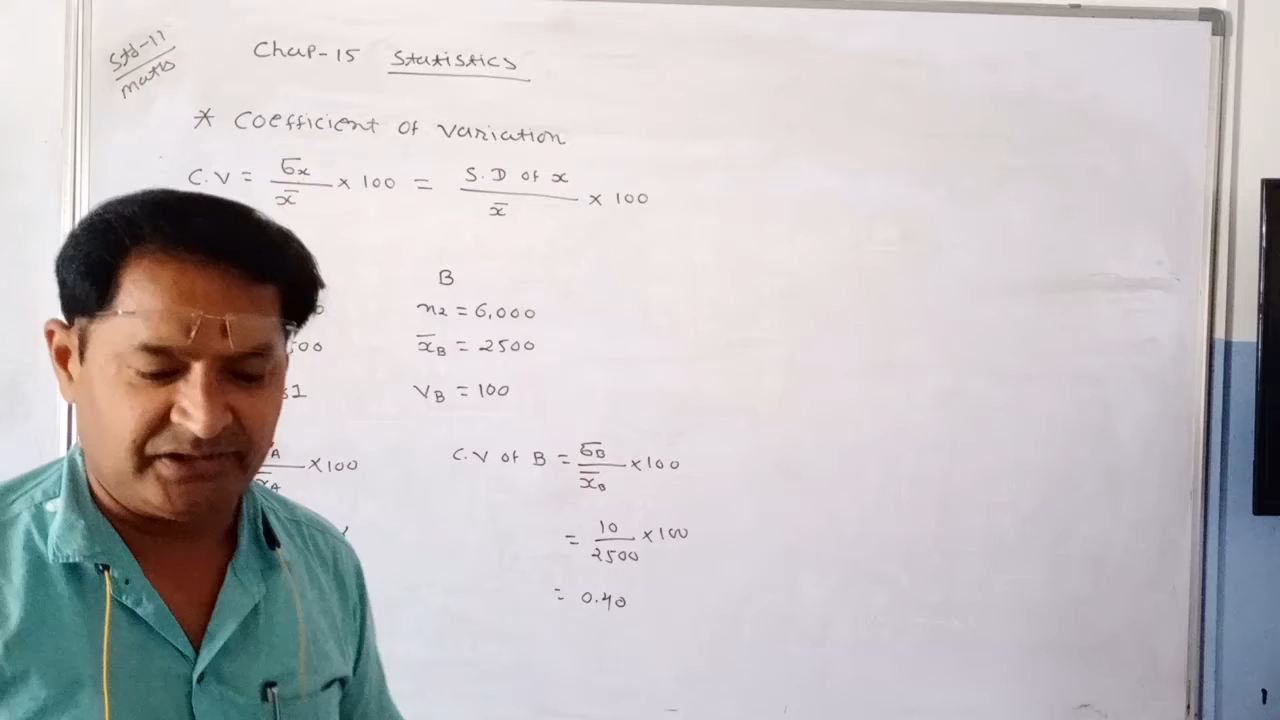 Std-11
Maths
Chap-15 Statistics
* Coefficient of variation
C.V = σx / x̄ × 100 = S.D of x / x̄ × 100
B
n2 = 6,000
x̄B = 2500
VB = 100
A / x̄A × 100
C.V of B = σB / x̄B × 100
= 10 / 2500 × 100
= 0.40